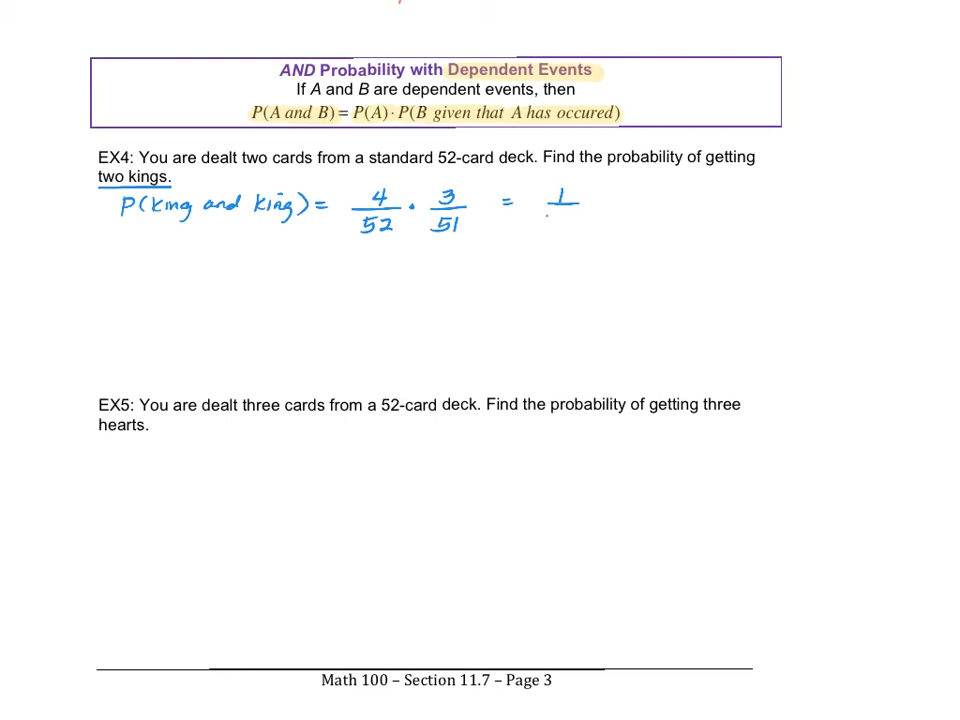 AND Probability with Dependent Events
If A and B are dependent events, then
P(A and B) = P(A) · P(B given that A has occured)
EX4: You are dealt two cards from a standard 52-card deck. Find the probability of getting
two kings.
P(king and king) = 4/52 · 3/51 = 1/
EX5: You are dealt three cards from a 52-card deck. Find the probability of getting three
hearts.
Math 100 – Section 11.7 – Page 3